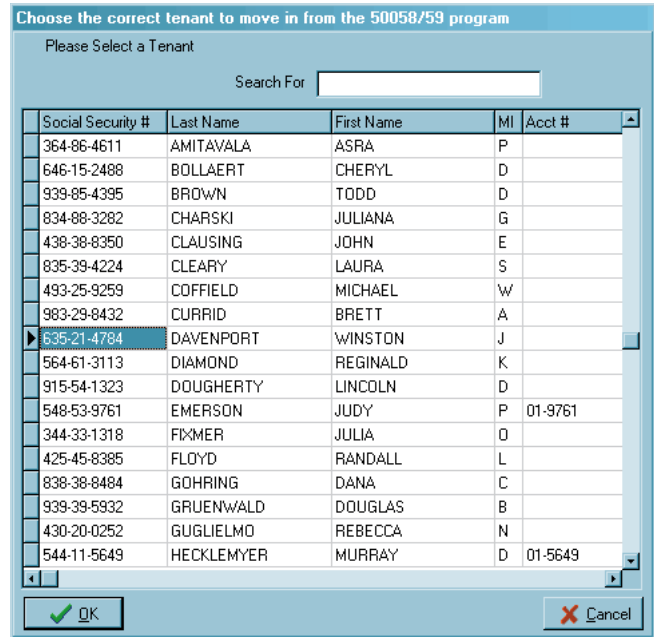 Choose the correct tenant to move in from the 50058/59 program
Please Select a Tenant
Search For
Social Security # Last Name First Name MI Acct #
364-86-4611 AMITAVALA ASRA P
646-15-2488 BOLLAERT CHERYL D
939-85-4395 BROWN TODD D
834-88-3282 CHARSKI JULIANA G
438-38-8350 CLAUSING JOHN E
835-39-4224 CLEARY LAURA S
493-25-9259 COFFIELD MICHAEL W
983-29-8432 CURRID BRETT A
635-21-4784 DAVENPORT WINSTON J
564-61-3113 DIAMOND REGINALD K
915-54-1323 DOUGHERTY LINCOLN D
548-53-9761 EMERSON JUDY P 01-9761
344-33-1318 FIXMER JULIA O
425-45-8385 FLOYD RANDALL L
838-38-8484 GOHRING DANA C
939-39-5932 GRUENWALD DOUGLAS B
430-20-0252 GUGLIELMO REBECCA N
544-11-5649 HECKLEMYER MURRAY D 01-5649
OK Cancel